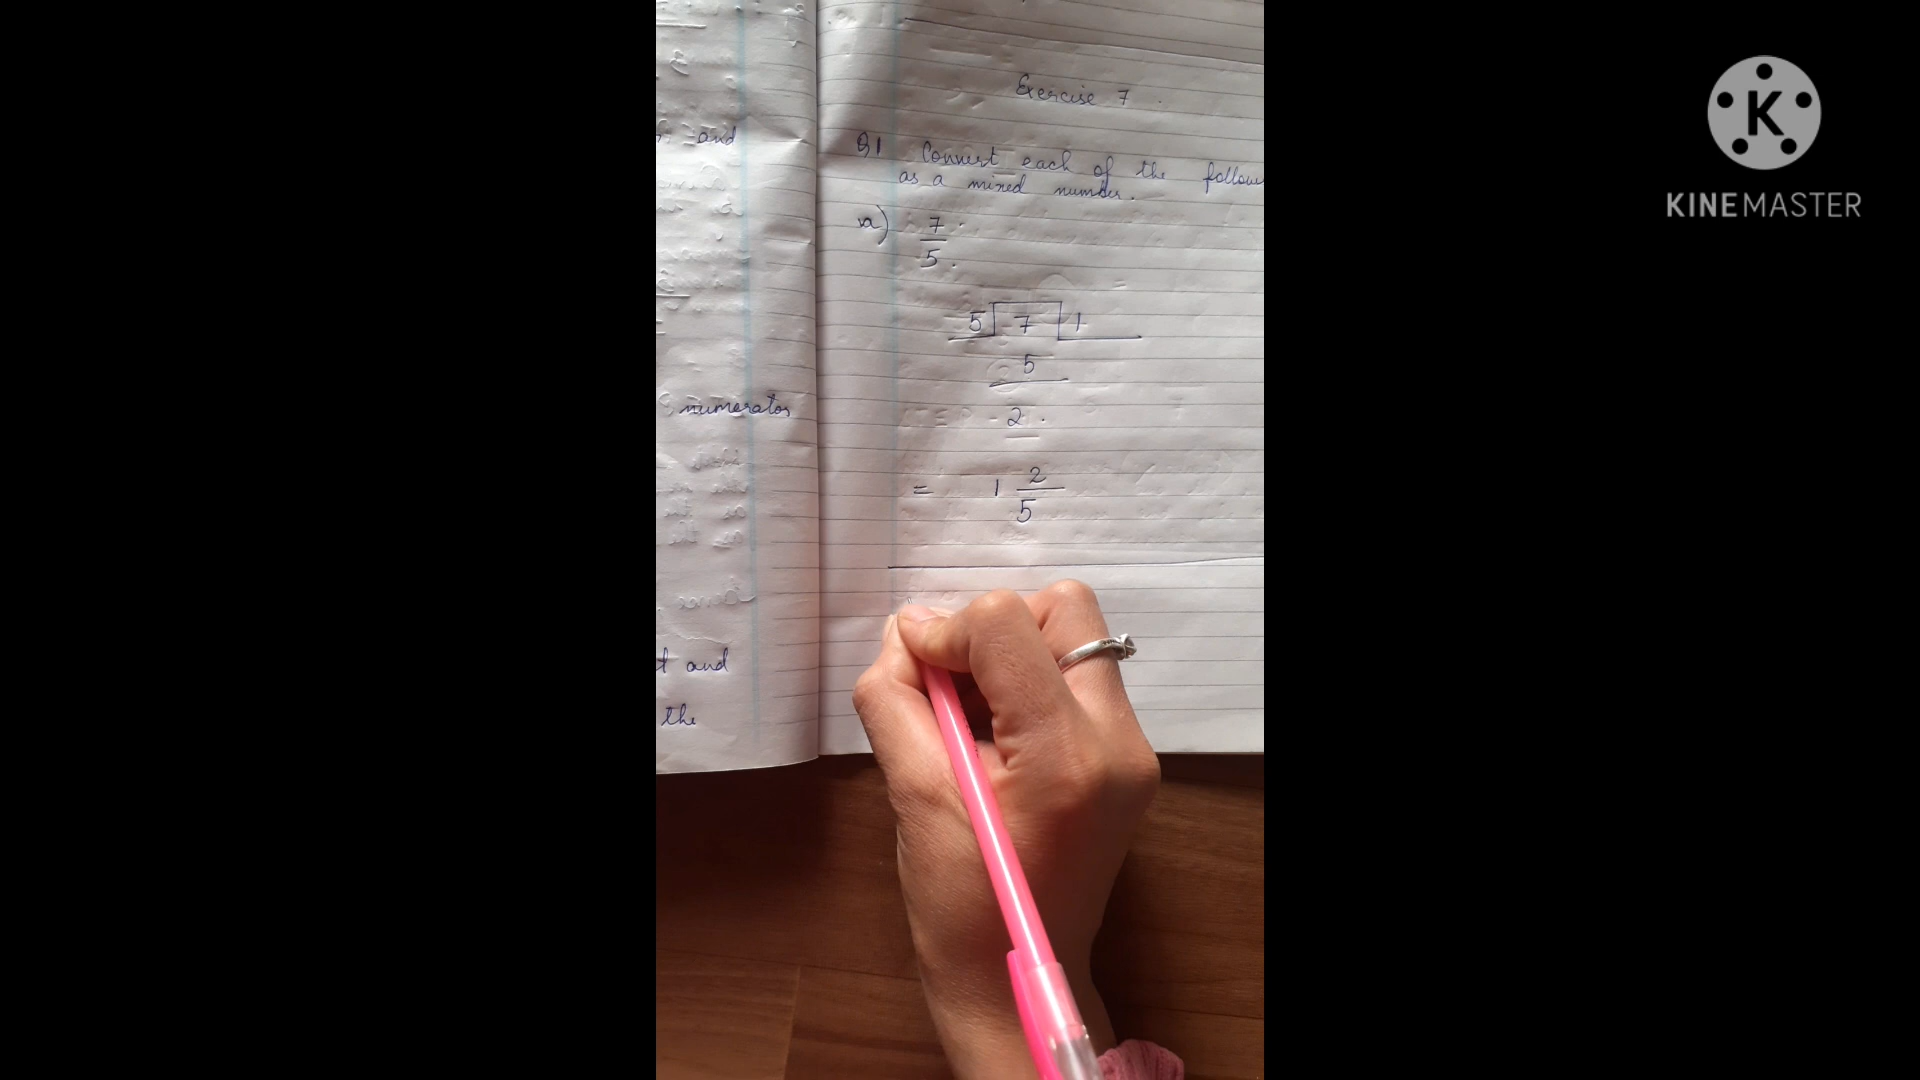 and
numerator
t and
the
Exercise 7
Q1 Convert each of the follow
as a mixed number.
a) 7
5
5 7 1
5
2
= 1 2
5
K
KINEMASTER